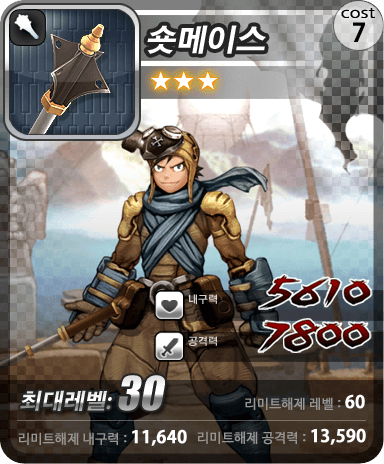 cost
7
숏메이스
내구력 5610
공격력 7800
최대레벨: 30
리미트해제 레벨 : 60
리미트해제 내구력 : 11,640 리미트해제 공격력 : 13,590